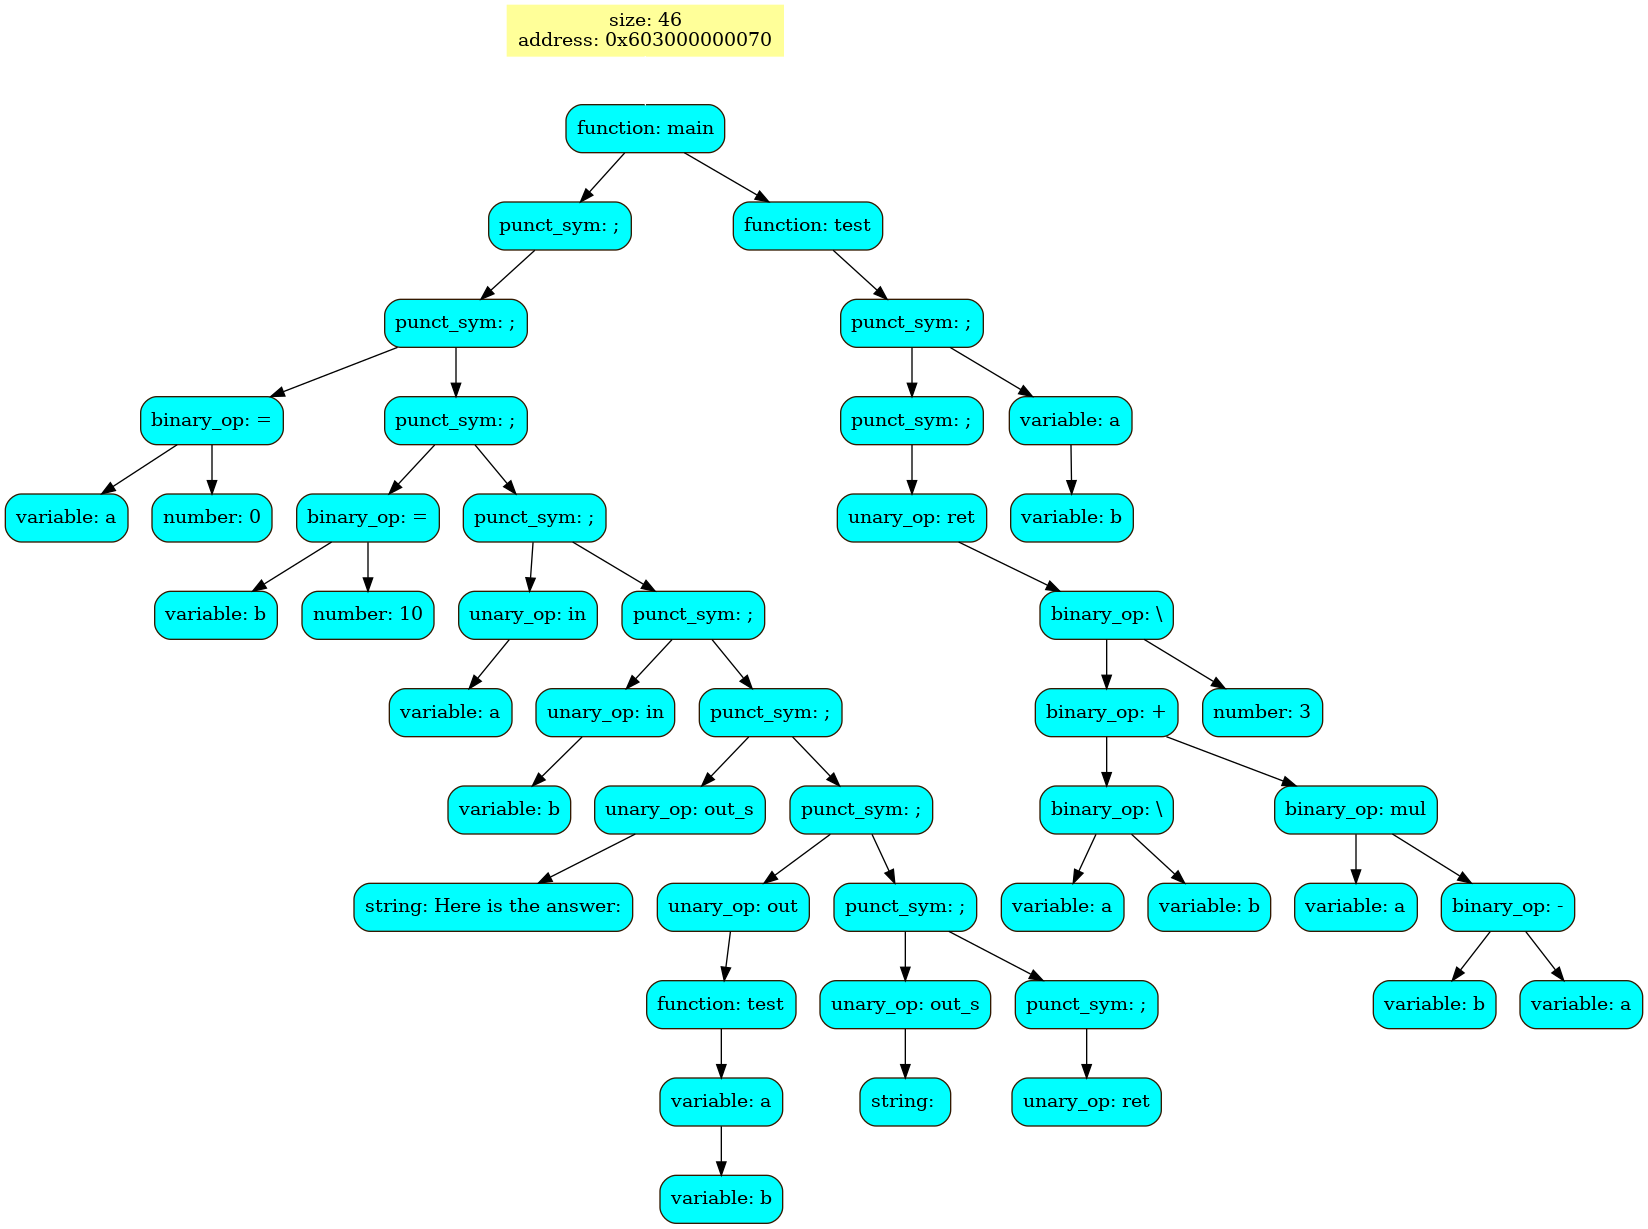 size: 46
address: 0x603000000070
function: main
punct_sym: ;
function: test
punct_sym: ;
punct_sym: ;
binary_op: =
punct_sym: ;
punct_sym: ;
variable: a
variable: a
number: 0
binary_op: =
punct_sym: ;
unary_op: ret
variable: b
variable: b
number: 10
unary_op: in
punct_sym: ;
binary_op: \
variable: a
unary_op: in
punct_sym: ;
binary_op: +
number: 3
variable: b
unary_op: out_s
punct_sym: ;
binary_op: \
binary_op: mul
string: Here is the answer:
unary_op: out
punct_sym: ;
variable: a
variable: b
variable: a
binary_op: -
function: test
unary_op: out_s
punct_sym: ;
variable: b
variable: a
variable: a
string:
unary_op: ret
variable: b